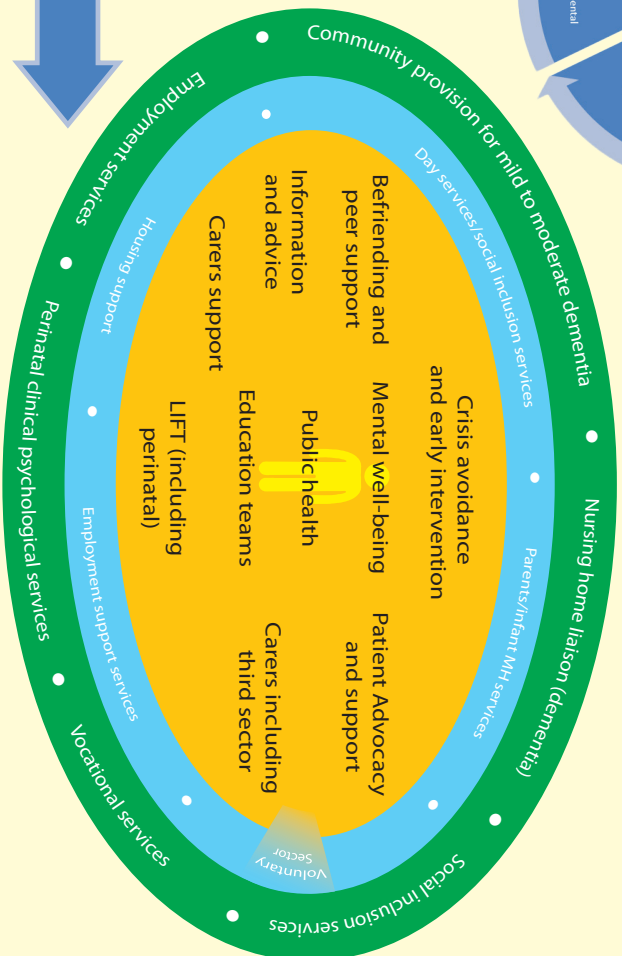 ental
Community provision for mild to moderate dementia
Nursing home liaison (dementia)
Social inclusion services
Vocational services
Perinatal clinical psychological services
Employment services
Day services/social inclusion services
Parents/infant MH services
Voluntary
Sector
Employment support services
Housing support
Crisis avoidance
and early intervention
Befriending and
peer support
Mental well-being
Patient Advocacy
and support
Information
and advice
Public health
Carers including
third sector
Carers support
Education teams
LIFT (including
perinatal)